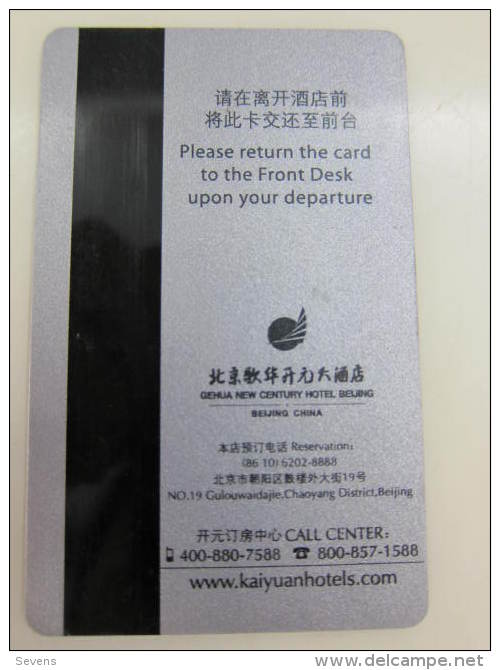 请在离开酒店前
将此卡交还至前台
Please return the card
to the Front Desk
upon your departure
北京歌华开元大酒店
GEHUA NEW CENTURY HOTEL BEIJING
BEIJING CHINA
本店预订电话 Reservation:
(86 10) 6202-8888
北京市朝阳区鼓楼外大街19号
NO.19 Gulouwaidajie,Chaoyang District,Beijing
开元订房中心 CALL CENTER:
400-880-7588 ☎ 800-857-1588
www.kaiyuanhotels.com
Sevens
www.delcampe.net